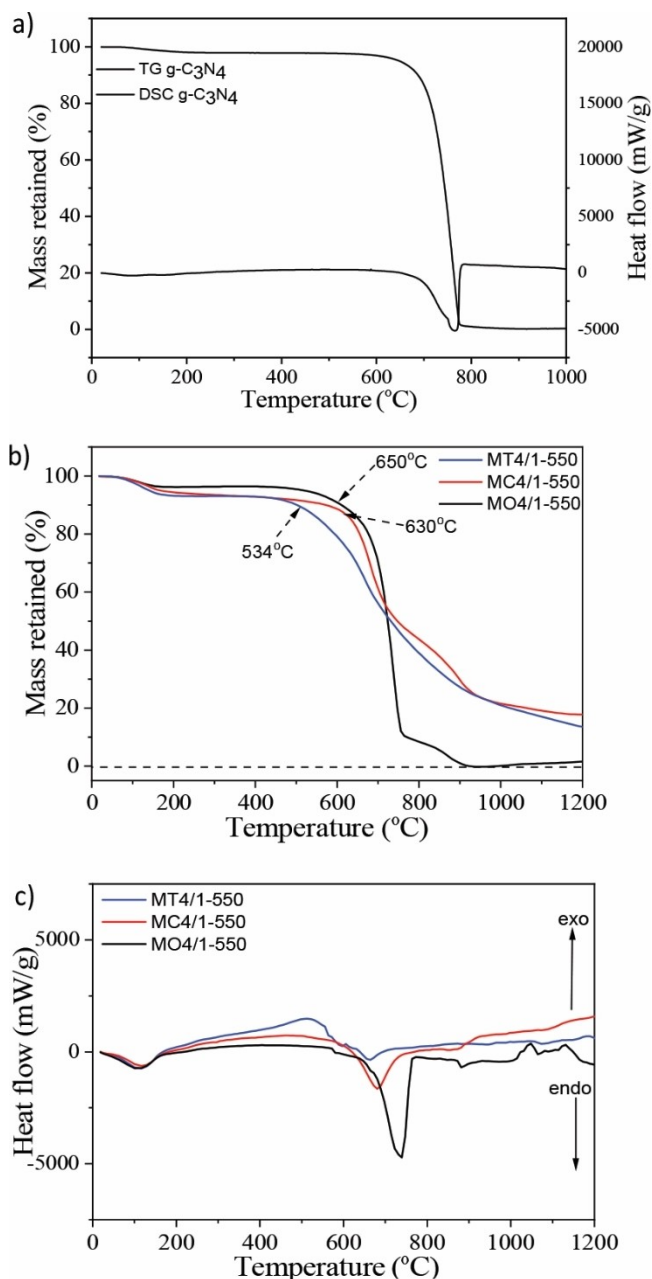 a)
100
80
60
40
20
0
Mass retained (%)
TG g-C3N4
DSC g-C3N4
20000
15000
10000
5000
0
-5000
Heat flow (mW/g)
0 200 400 600 800 1000
Temperature (°C)
b)
100
80
60
40
20
0
Mass retained (%)
650°C
630°C
534°C
MT4/1-550
MC4/1-550
MO4/1-550
0 200 400 600 800 1000 1200
Temperature (°C)
c)
MT4/1-550
MC4/1-550
MO4/1-550
5000
0
-5000
Heat flow (mW/g)
exo
endo
0 200 400 600 800 1000 1200
Temperature (°C)